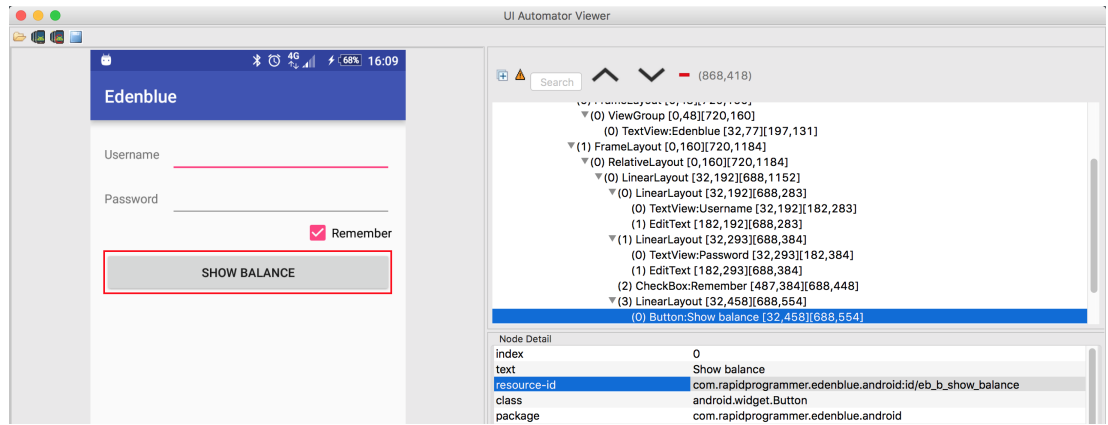 UI Automator Viewer
4G 68% 16:09
Edenblue
Username
Password
Remember
SHOW BALANCE
Search
(868,418)
(0) FrameLayout [0,48][720,160]
(0) ViewGroup [0,48][720,160]
(0) TextView:Edenblue [32,77][197,131]
(1) FrameLayout [0,160][720,1184]
(0) RelativeLayout [0,160][720,1184]
(0) LinearLayout [32,192][688,1152]
(0) LinearLayout [32,192][688,283]
(0) TextView:Username [32,192][182,283]
(1) EditText [182,192][688,283]
(1) LinearLayout [32,293][688,384]
(0) TextView:Password [32,293][182,384]
(1) EditText [182,293][688,384]
(2) CheckBox:Remember [487,384][688,448]
(3) LinearLayout [32,458][688,554]
(0) Button:Show balance [32,458][688,554]
Node Detail
index 0
text Show balance
resource-id com.rapidprogrammer.edenblue.android:id/eb_b_show_balance
class android.widget.Button
package com.rapidprogrammer.edenblue.android